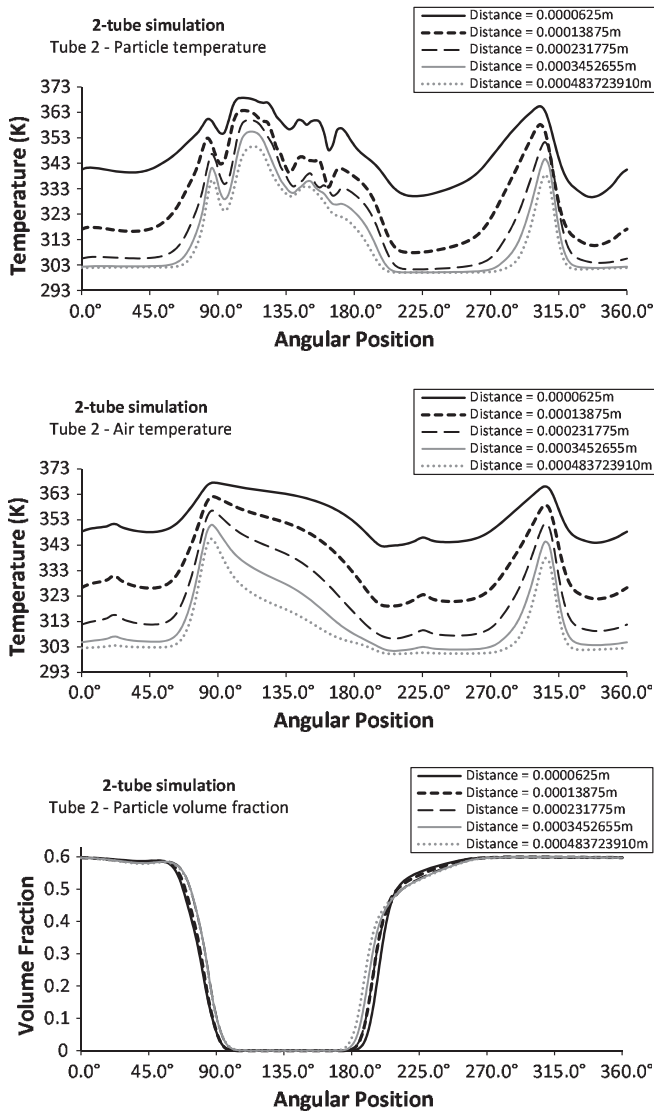 2-tube simulation
Tube 2 - Particle temperature
Distance = 0.0000625m
Distance = 0.00013875m
Distance = 0.000231775m
Distance = 0.0003452655m
Distance = 0.000483723910m
Temperature (K)
373
363
353
343
333
323
313
303
293
0.0° 45.0° 90.0° 135.0° 180.0° 225.0° 270.0° 315.0° 360.0°
Angular Position
2-tube simulation
Tube 2 - Air temperature
Distance = 0.0000625m
Distance = 0.00013875m
Distance = 0.000231775m
Distance = 0.0003452655m
Distance = 0.000483723910m
Temperature (K)
373
363
353
343
333
323
313
303
293
0.0° 45.0° 90.0° 135.0° 180.0° 225.0° 270.0° 315.0° 360.0°
Angular Position
2-tube simulation
Tube 2 - Particle volume fraction
Distance = 0.0000625m
Distance = 0.00013875m
Distance = 0.000231775m
Distance = 0.0003452655m
Distance = 0.000483723910m
Volume Fraction
0.6
0.5
0.4
0.3
0.2
0.1
0
0.0° 45.0° 90.0° 135.0° 180.0° 225.0° 270.0° 315.0° 360.0°
Angular Position